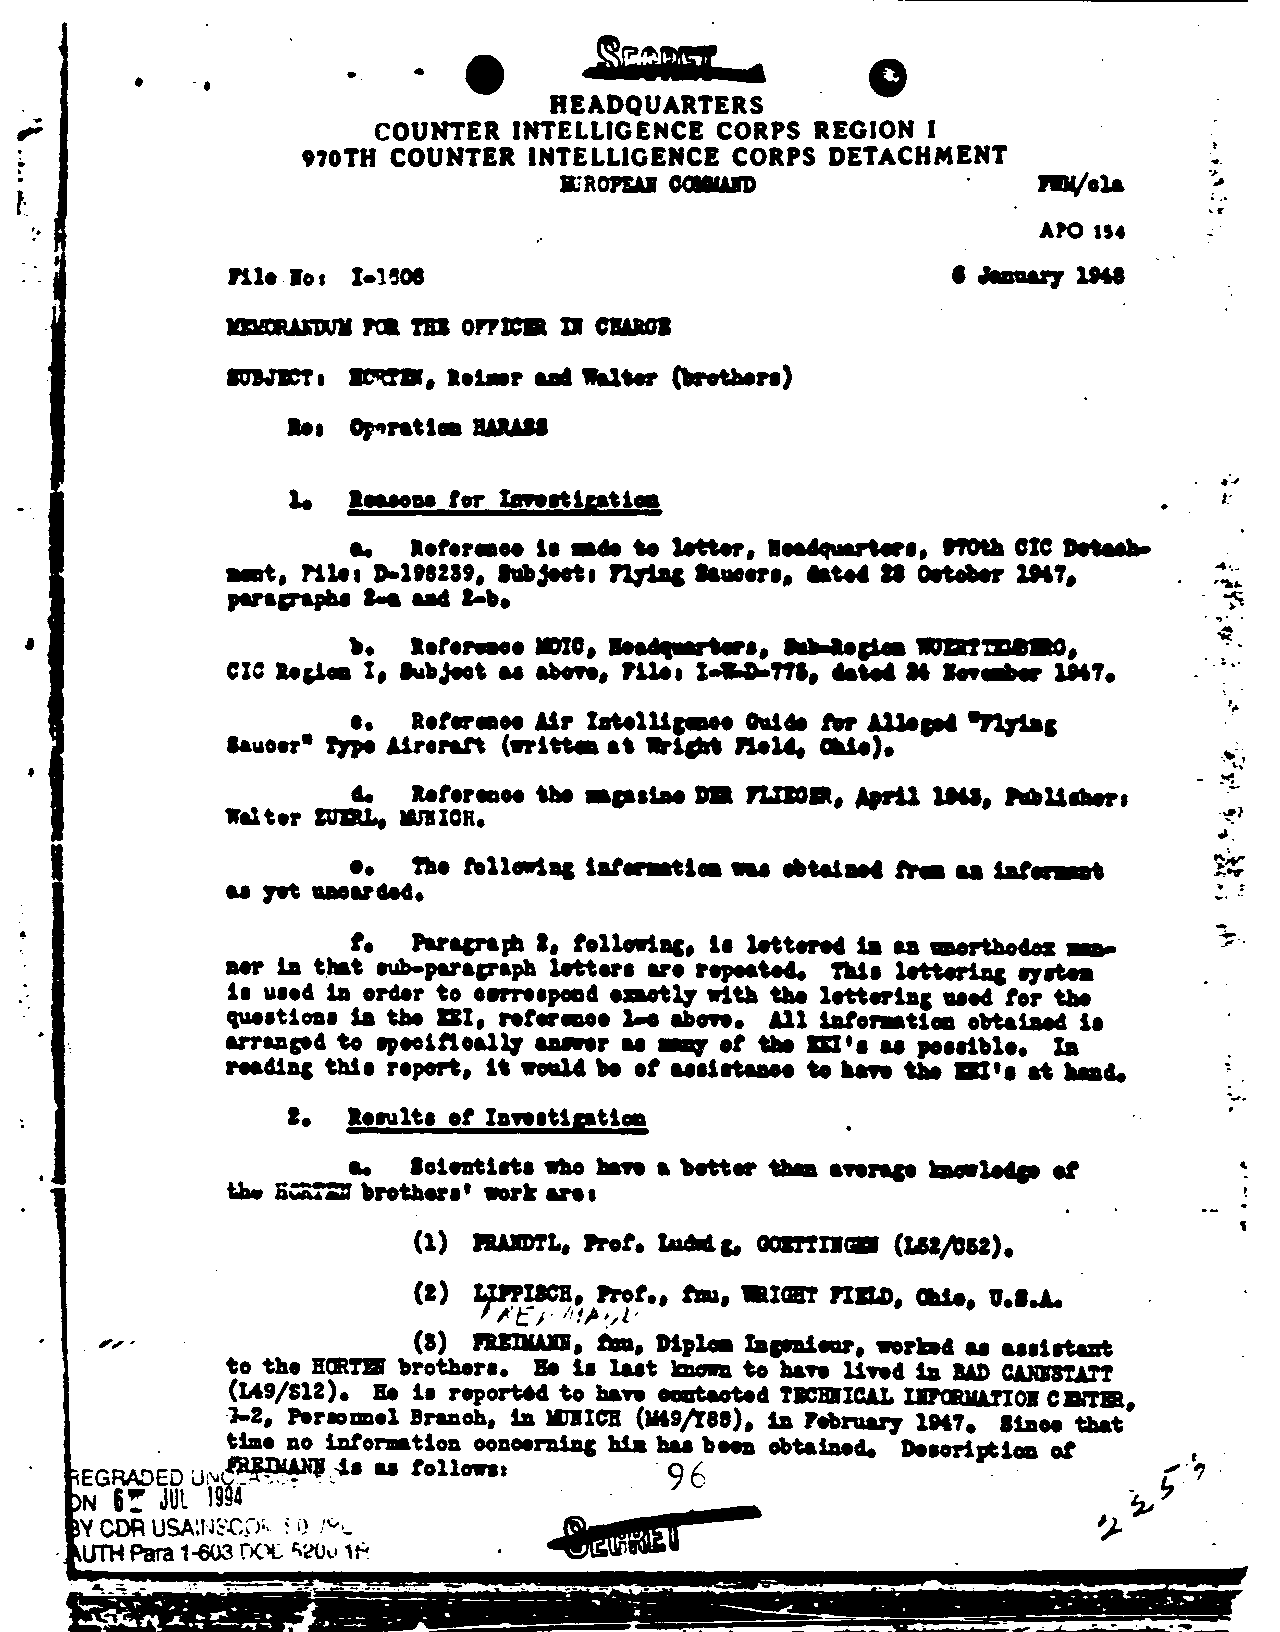 SECRET
HEADQUARTERS
COUNTER INTELLIGENCE CORPS REGION I
970TH COUNTER INTELLIGENCE CORPS DETACHMENT
EUROPEAN COMMAND
FWM/cla
APO 154
File No: I-1506
6 January 1948
MEMORANDUM FOR THE OFFICER IN CHARGE
SUBJECT: HORTEN, Reimer and Walter (brothers)
Re: Operation HARASS
1. Reasons for Investigation
a. Reference is made to letter, Headquarters, 970th CIC Detach-
ment, File: D-198239, Subject: Flying Saucers, dated 28 October 1947,
paragraphs 2-a and 2-b.
b. Reference MOIC, Headquarters, Sub-Region WUERTTEMBERG,
CIC Region I, Subject as above, File: I-W-D-775, dated 24 November 1947.
c. Reference Air Intelligence Guide for Alleged "Flying
Saucer" Type Aircraft (written at Wright Field, Ohio).
d. Reference the magazine DER FLIEGER, April 1943, Publisher:
Walter ZUERL, MUNICH.
e. The following information was obtained from an informant
as yet uncarded.
f. Paragraph 2, following, is lettered in an unorthodox man-
ner in that sub-paragraph letters are repeated. This lettering system
is used in order to correspond exactly with the lettering used for the
questions in the EEI, reference 1-c above. All information obtained is
arranged to specifically answer as many of the EEI's as possible. In
reading this report, it would be of assistance to have the EEI's at hand.
2. Results of Investigation
a. Scientists who have a better than average knowledge of
the HORTEN brothers' work are:
(1) PRANDTL, Prof. Ludwig, GOETTINGEN (L52/C52).
(2) LIPPISCH, Prof., fnu, WRIGHT FIELD, Ohio, U.S.A.
(3) FREIMANN, fnu, Diplom Ingenieur, worked as assistant
to the HORTEN brothers. He is last known to have lived in BAD CANNSTATT
(L49/S12). He is reported to have contacted TECHNICAL INFORMATION CENTER,
7-2, Personnel Branch, in MUNICH (M49/Y85), in February 1947. Since that
time no information concerning him has been obtained. Description of
FREIMANN is as follows:
96
REGRADED
ON 6 JUL 1994
BY CDR USAINSCOM
AUTH Para 1-603 DOD 5200 1R
SECRET